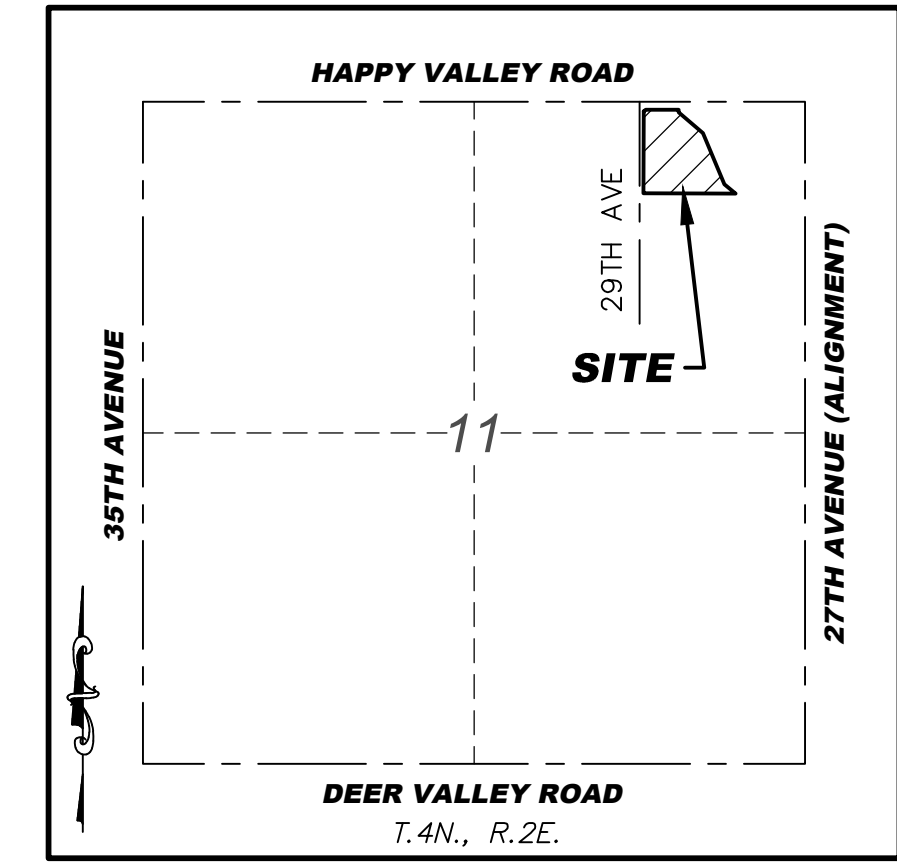 HAPPY VALLEY ROAD
29TH AVE
SITE
35TH AVENUE
11
27TH AVENUE (ALIGNMENT)
DEER VALLEY ROAD
T.4N., R.2E.